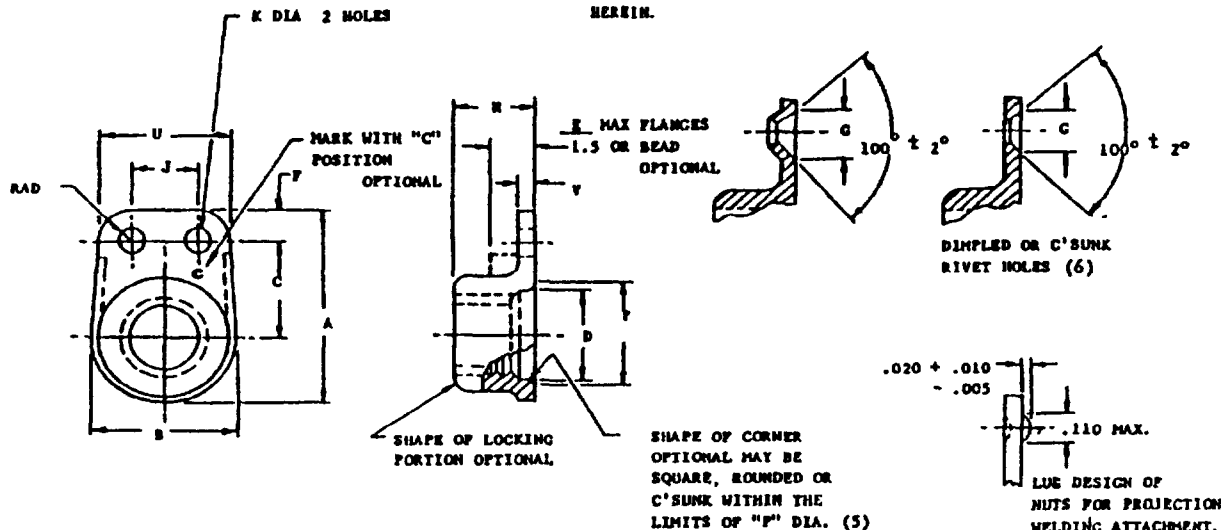 K DIA 2 HOLES
HEREIN.
U
J
RAD
MARK WITH "C"
POSITION
OPTIONAL
F
C
C
A
B
H
E MAX FLANGES
1.5 OR BEAD
OPTIONAL
V
D
SHAPE OF LOCKING
PORTION OPTIONAL
SHAPE OF CORNER
OPTIONAL MAY BE
SQUARE, ROUNDED OR
C'SUNK WITHIN THE
LIMITS OF "P" DIA. (5)
G
100° ± 2°
G
100° ± 2°
DIMPLED OR C'SUNK
RIVET HOLES (6)
.020 + .010
- .005
.110 MAX.
LUG DESIGN OF
NUTS FOR PROJECTION
WELDING ATTACHMENT.